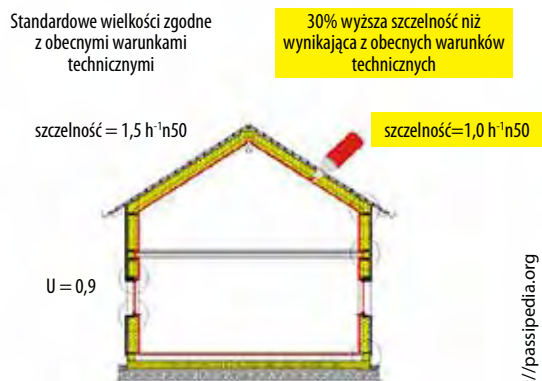 Standardowe wielkości zgodne
z obecnymi warunkami
technicznymi
30% wyższa szczelność niż
wynikająca z obecnych warunków
technicznych
szczelność = 1,5 h⁻¹n50
szczelność=1,0 h⁻¹n50
U = 0,9
//passipedia.org